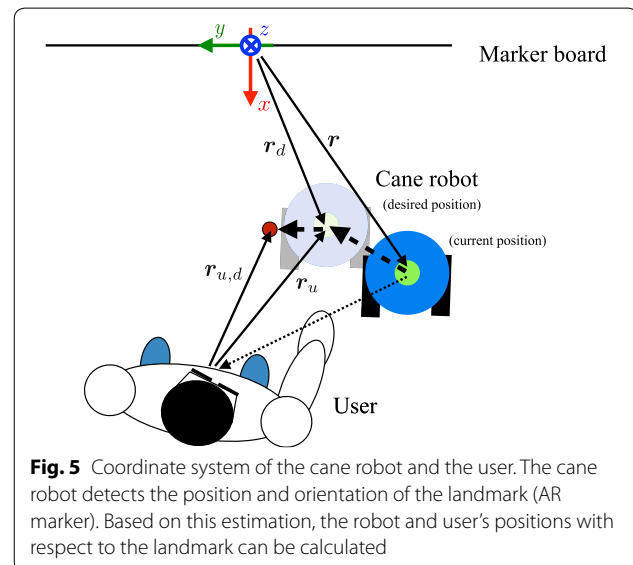 y
z
Marker board
x
r_d
r
Cane robot
(desired position)
(current position)
r_{u,d}
r_u
User
Fig. 5 Coordinate system of the cane robot and the user. The cane
robot detects the position and orientation of the landmark (AR
marker). Based on this estimation, the robot and user's positions with
respect to the landmark can be calculated